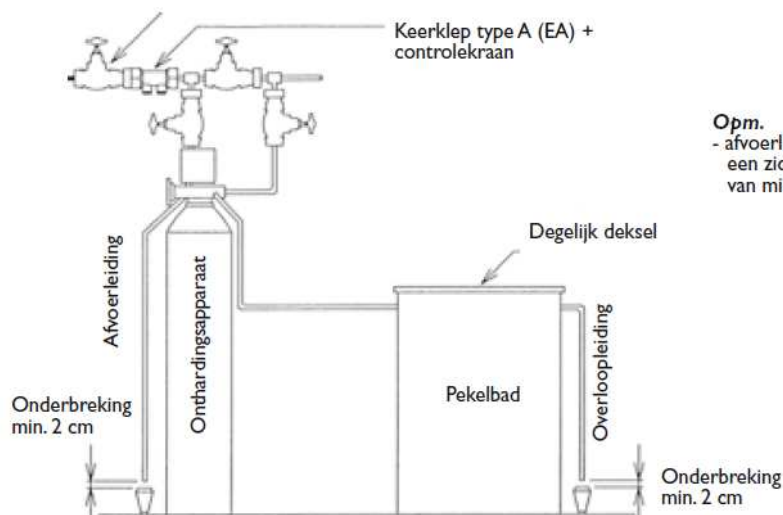 Keerklep type A (EA) +
controlekraan
Opm.
- afvoerl
een zic
van mi
Degelijk deksel
Afvoerleiding
Onthardingsapparaat
Pekelbad
Overloopleiding
Onderbreking
min. 2 cm
Onderbreking
min. 2 cm